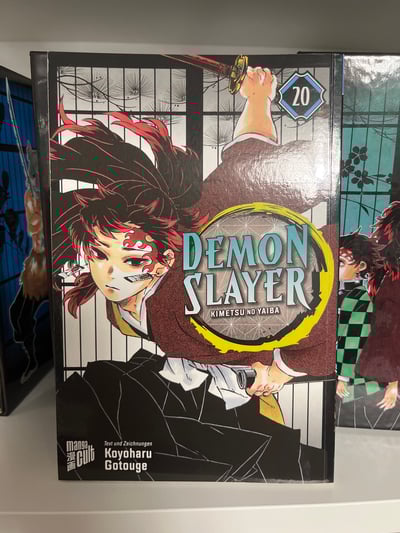 20
DEMON
SLAYER
KIMETSU NO YAIBA
Text und Zeichnungen
Koyoharu
Gotouge
manga
cult